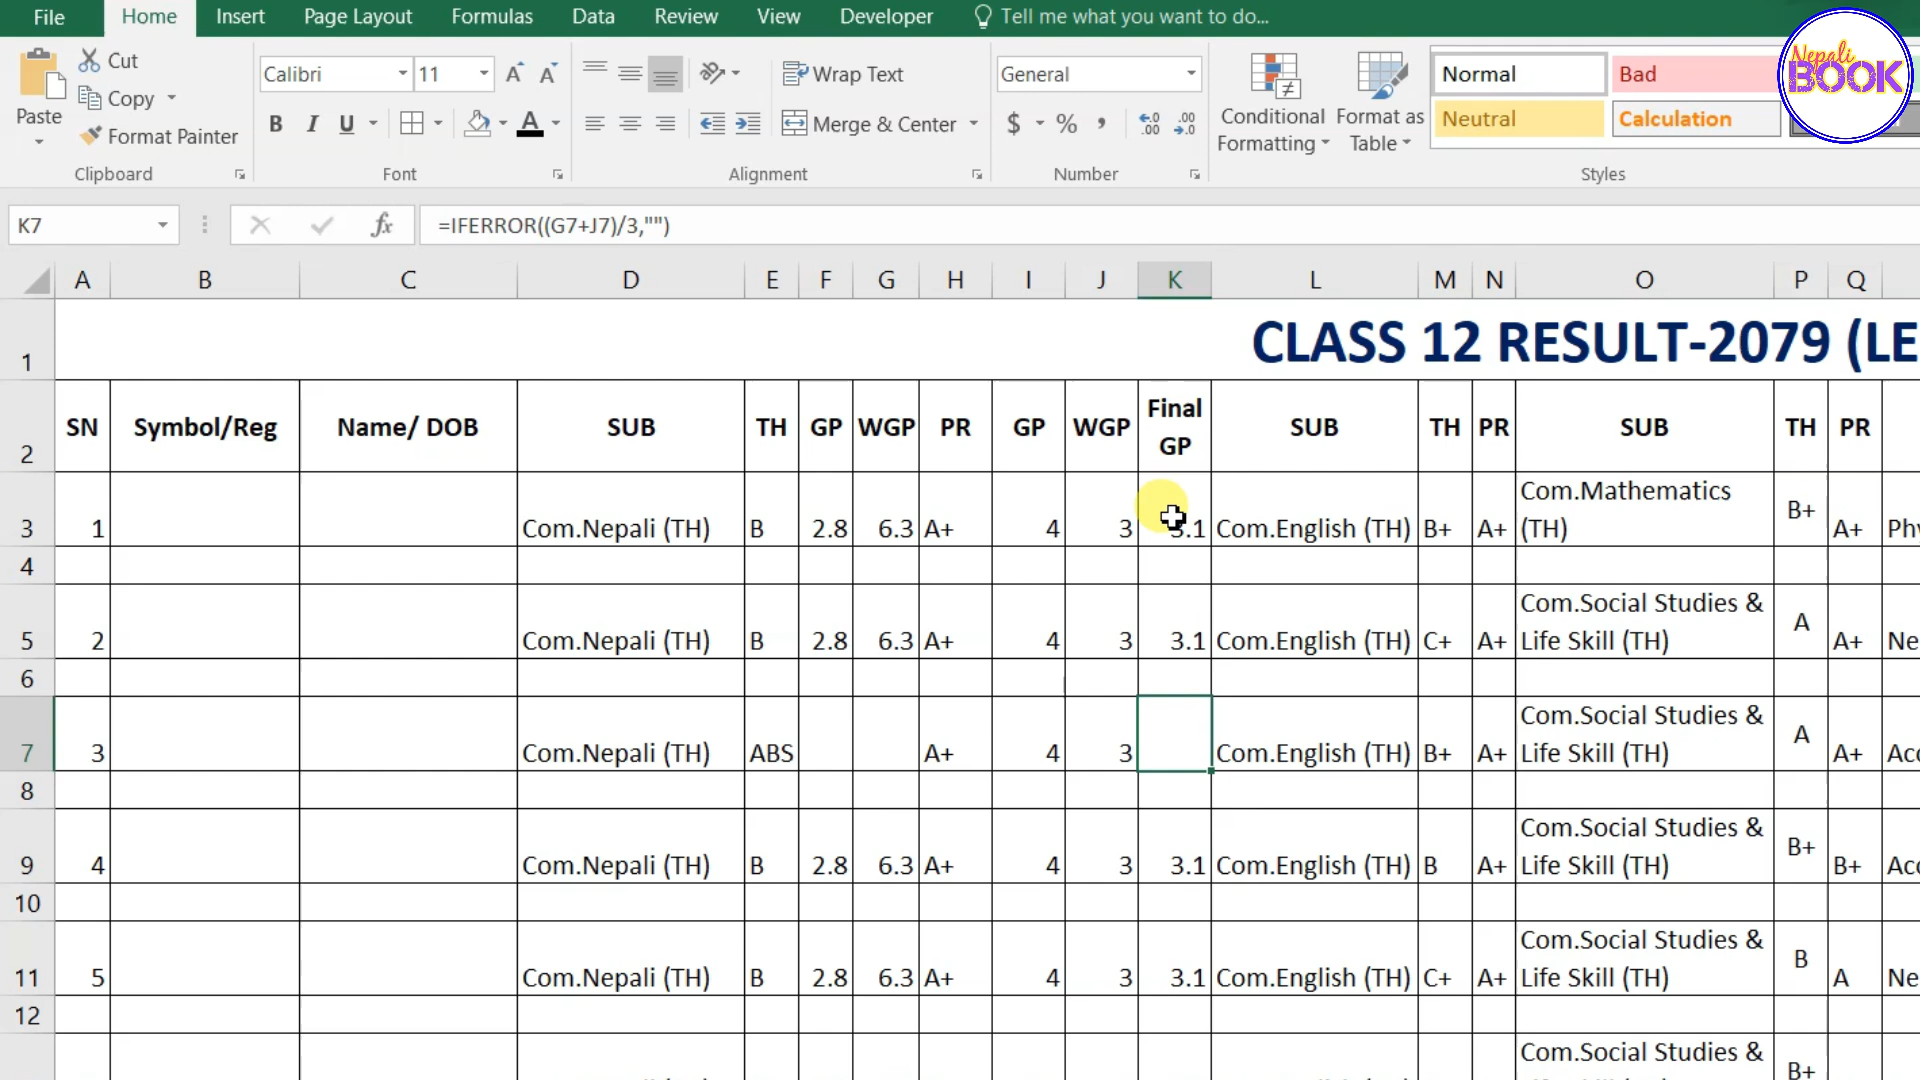 File Home Insert Page Layout Formulas Data Review View Developer Tell me what you want to do...
Nepali
BOOK
Cut
Copy
Format Painter
Paste
Clipboard
Calibri 11 A A
B I U A
Font
Wrap Text
Merge & Center
Alignment
General
$ % ,
Number
Conditional
Formatting
Format as
Table
Normal Bad
Neutral Calculation
Styles
K7 fx =IFERROR((G7+J7)/3,"")
A B C D E F G H I J K L M N O P Q
1 CLASS 12 RESULT-2079 (LE
2 SN Symbol/Reg Name/ DOB SUB TH GP WGP PR GP WGP Final GP SUB TH PR SUB TH PR
3 1 Com.Nepali (TH) B 2.8 6.3 A+ 4 3 3.1 Com.English (TH) B+ A+ Com.Mathematics (TH) B+ A+ Phy
4
5 2 Com.Nepali (TH) B 2.8 6.3 A+ 4 3 3.1 Com.English (TH) C+ A+ Com.Social Studies & Life Skill (TH) A A+ Ne
6
7 3 Com.Nepali (TH) ABS A+ 4 3 Com.English (TH) B+ A+ Com.Social Studies & Life Skill (TH) A A+ Acc
8
9 4 Com.Nepali (TH) B 2.8 6.3 A+ 4 3 3.1 Com.English (TH) B A+ Com.Social Studies & Life Skill (TH) B+ B+ Acc
10
11 5 Com.Nepali (TH) B 2.8 6.3 A+ 4 3 3.1 Com.English (TH) C+ A+ Com.Social Studies & Life Skill (TH) B A Ne
12
Com.Social Studies & B+